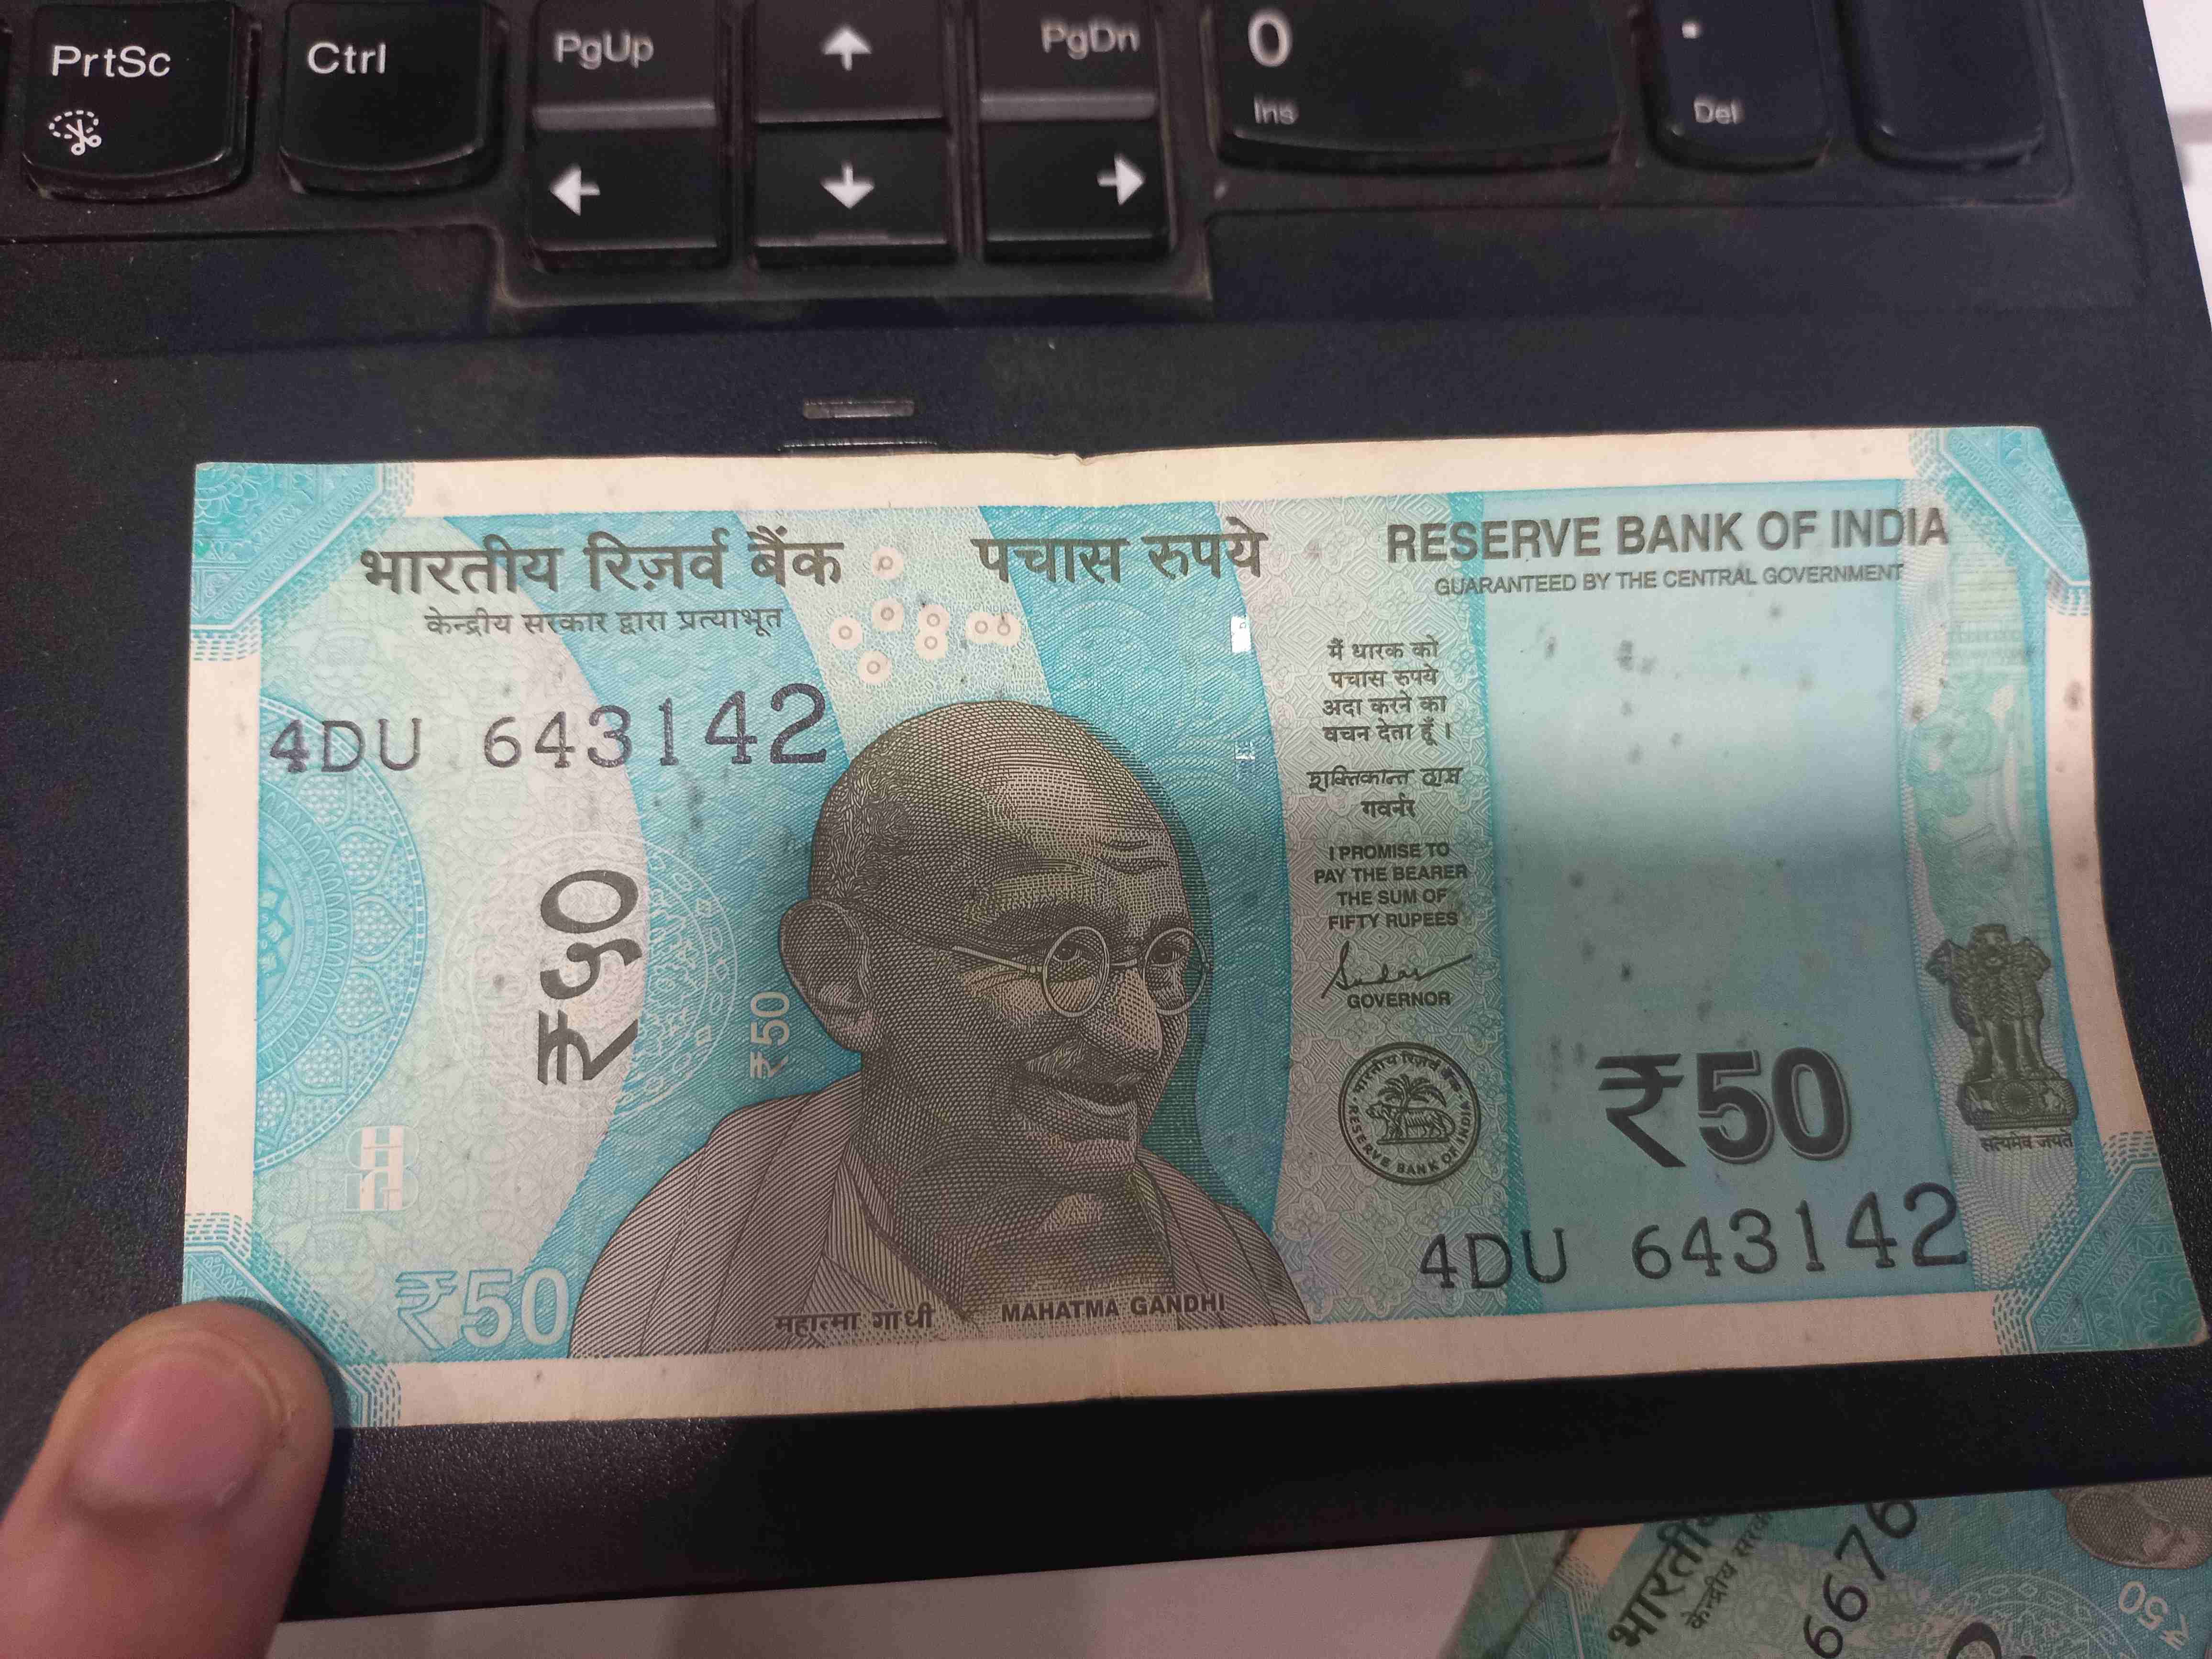 PrtSc
Ctrl
PgUp
PgDn
0
Ins
.
Del
भारतीय रिज़र्व बैंक
केन्द्रीय सरकार द्वारा प्रत्याभूत
पचास रुपये
RESERVE BANK OF INDIA
GUARANTEED BY THE CENTRAL GOVERNMENT
4DU 643142
मैं धारक को
पचास रुपये
अदा करने का
वचन देता हूँ।
शक्तिकान्त दास
गवर्नर
I PROMISE TO
PAY THE BEARER
THE SUM OF
FIFTY RUPEES
GOVERNOR
₹५०
₹50
भारतीय रिज़र्व बैंक
RESERVE BANK OF INDIA
₹50
सत्यमेव जयते
4DU 643142
₹50
महात्मा गांधी
MAHATMA GANDHI
भारती
केन्द्रीय सरका
6676
₹50